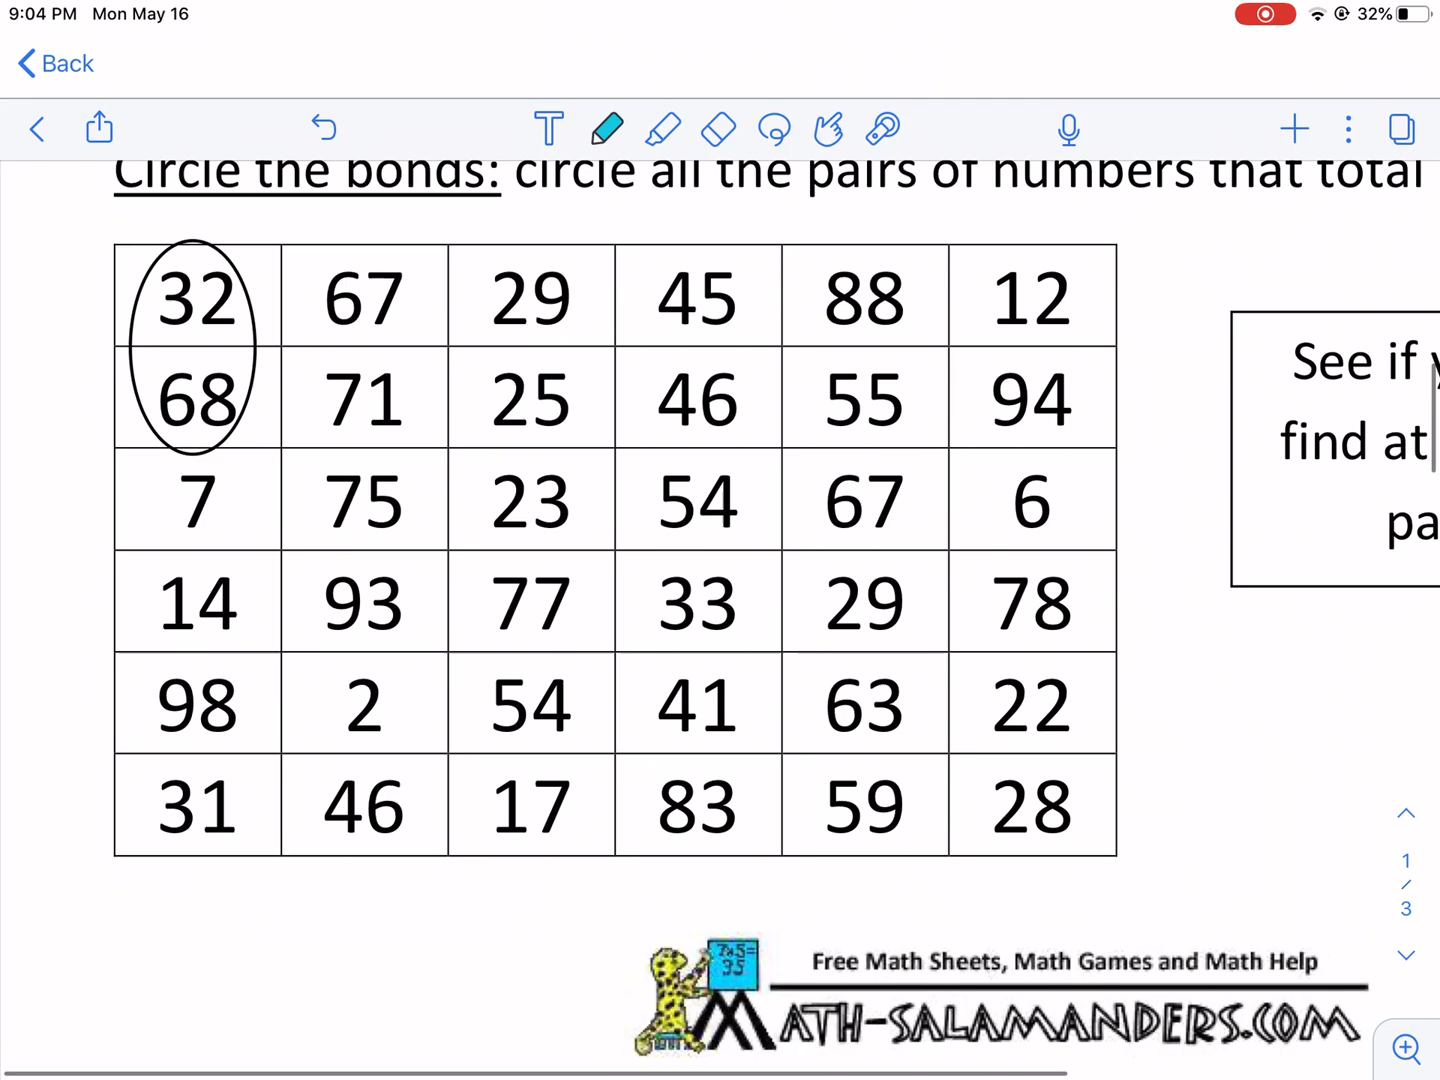 9:04 PM Mon May 16 32%
Back
Circle the bonds: circle all the pairs of numbers that total
32 67 29 45 88 12
68 71 25 46 55 94
7 75 23 54 67 6
14 93 77 33 29 78
98 2 54 41 63 22
31 46 17 83 59 28
See if
find at
pa
1
/
3
7x5=
35
Free Math Sheets, Math Games and Math Help
MATH-SALAMANDERS.COM